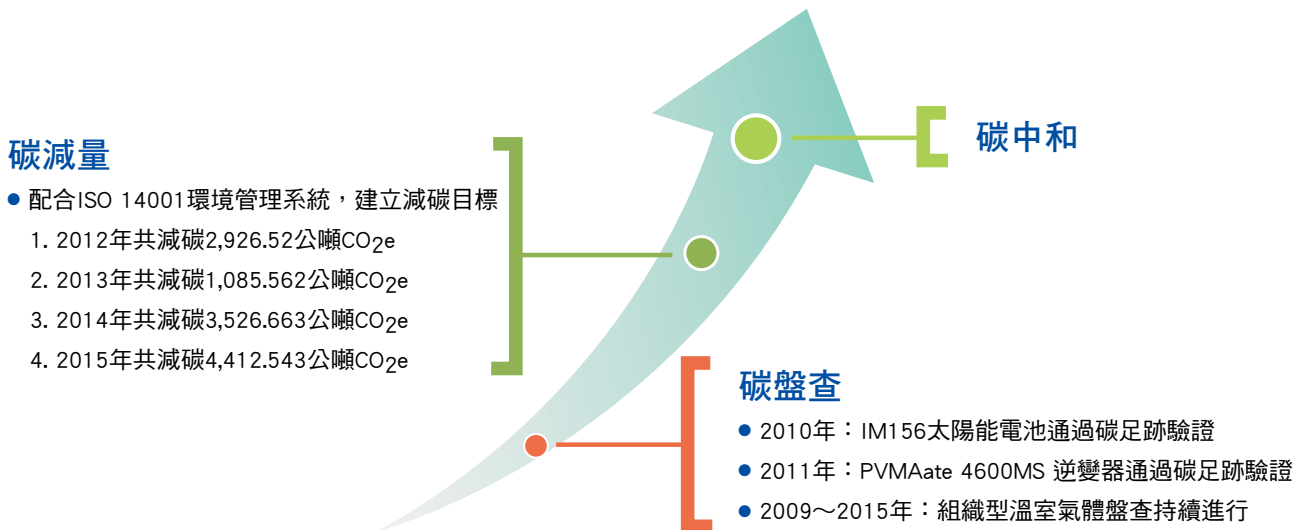 碳中和
碳減量
● 配合ISO 14001環境管理系統，建立減碳目標
1. 2012年共減碳2,926.52公噸CO2e
2. 2013年共減碳1,085.562公噸CO2e
3. 2014年共減碳3,526.663公噸CO2e
4. 2015年共減碳4,412.543公噸CO2e
碳盤查
● 2010年：IM156太陽能電池通過碳足跡驗證
● 2011年：PVMAate 4600MS 逆變器通過碳足跡驗證
● 2009～2015年：組織型溫室氣體盤查持續進行